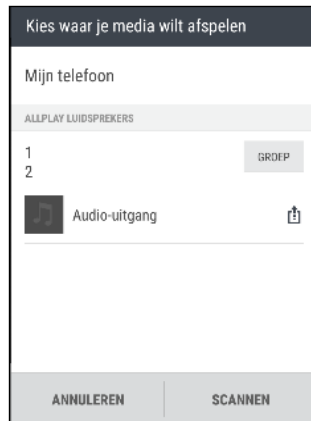 Kies waar je media wilt afspelen
Mijn telefoon
ALLPLAY LUIDSPREKERS
1
2
GROEP
Audio-uitgang
ANNULEREN
SCANNEN